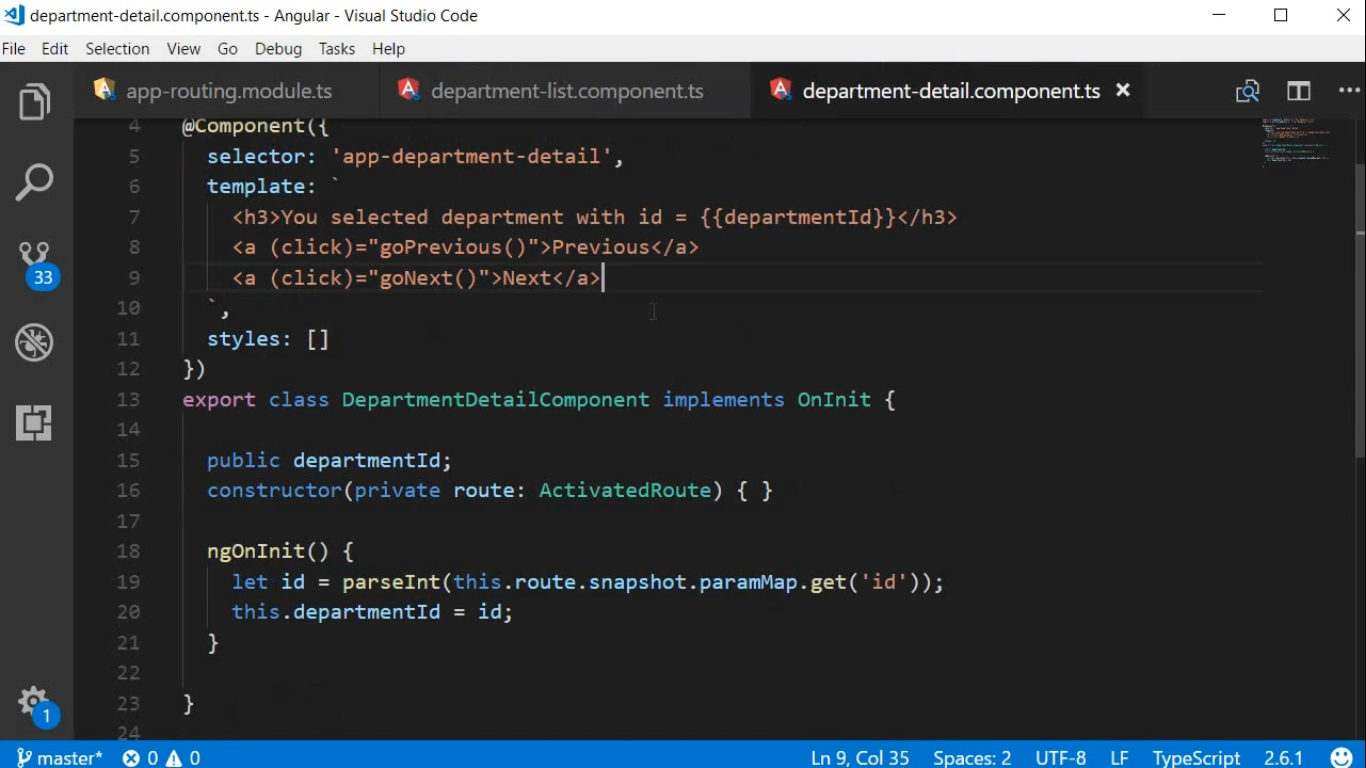 department-detail.component.ts - Angular - Visual Studio Code
File Edit Selection View Go Debug Tasks Help
app-routing.module.ts department-list.component.ts department-detail.component.ts
4 @Component({
5 selector: 'app-department-detail',
6 template: `
7 <h3>You selected department with id = {{departmentId}}</h3>
8 <a (click)="goPrevious()">Previous</a>
9 <a (click)="goNext()">Next</a>
10 `,
11 styles: []
12 })
13 export class DepartmentDetailComponent implements OnInit {
14
15 public departmentId;
16 constructor(private route: ActivatedRoute) { }
17
18 ngOnInit() {
19 let id = parseInt(this.route.snapshot.paramMap.get('id'));
20 this.departmentId = id;
21 }
22
23 }
24
33
1
master* 0 0 Ln 9, Col 35 Spaces: 2 UTF-8 LF TypeScript 2.6.1